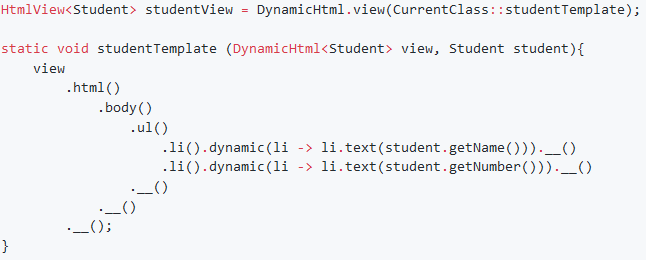 HtmlView<Student> studentView = DynamicHtml.view(CurrentClass::studentTemplate);

static void studentTemplate (DynamicHtml<Student> view, Student student){
    view
        .html()
            .body()
                .ul()
                    .li().dynamic(li -> li.text(student.getName())).__()
                    .li().dynamic(li -> li.text(student.getNumber())).__()
                .__()
            .__()
        .__();
}